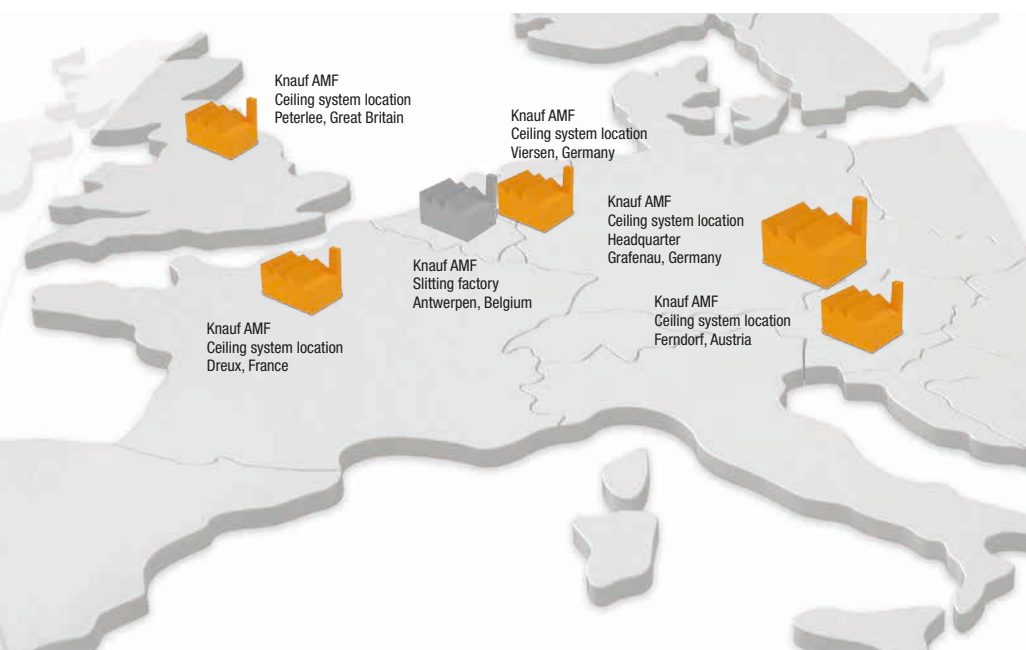 Knauf AMF
Ceiling system location
Peterlee, Great Britain
Knauf AMF
Ceiling system location
Viersen, Germany
Knauf AMF
Ceiling system location
Headquarter
Grafenau, Germany
Knauf AMF
Slitting factory
Antwerpen, Belgium
Knauf AMF
Ceiling system location
Ferndorf, Austria
Knauf AMF
Ceiling system location
Dreux, France